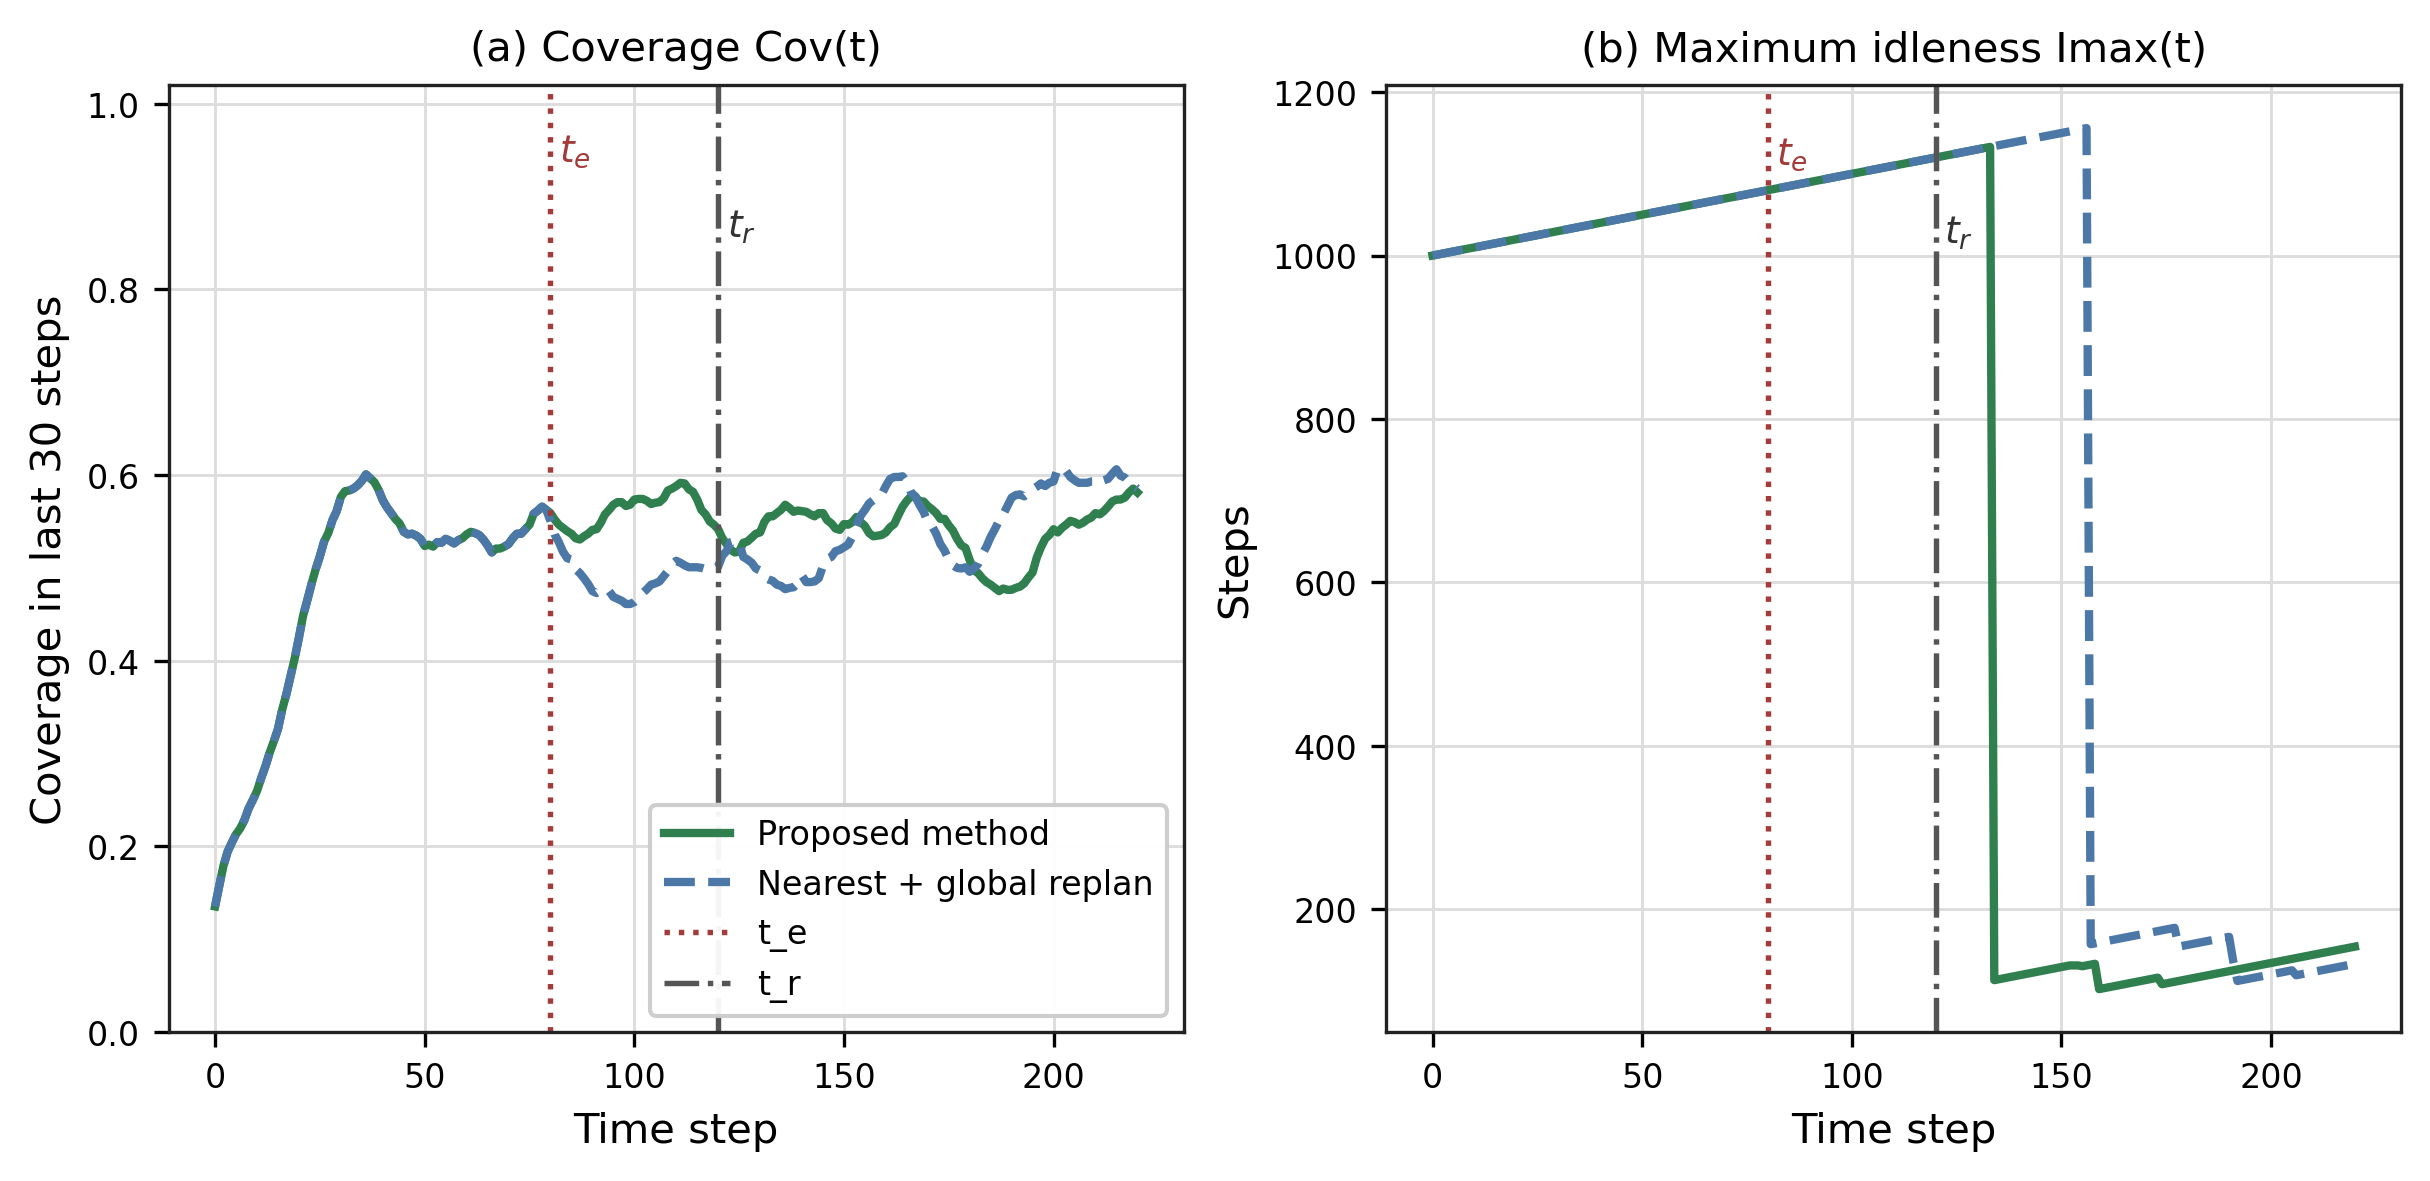 (a) Coverage Cov(t)
Coverage in last 30 steps
1.0
0.8
0.6
0.4
0.2
0.0
t_e
t_r
Proposed method
Nearest + global replan
t_e
t_r
0 50 100 150 200
Time step
(b) Maximum idleness Imax(t)
Steps
1200
1000
800
600
400
200
t_e
t_r
0 50 100 150 200
Time step